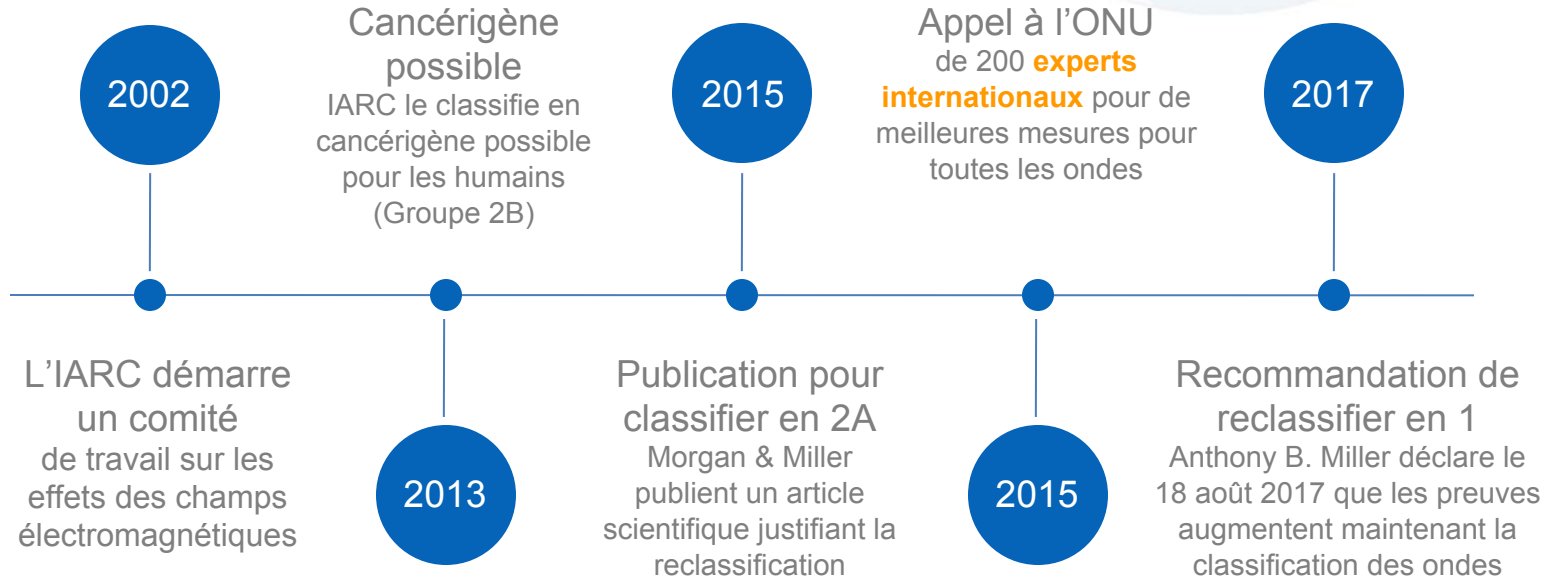 2002
L’IARC démarre
un comité
de travail sur les
effets des champs
électromagnétiques
Cancérigène
possible
IARC le classifie en
cancérigène possible
pour les humains
(Groupe 2B)
2013
2015
Publication pour
classifier en 2A
Morgan & Miller
publient un article
scientifique justifiant la
reclassification
Appel à l’ONU
de 200 experts
internationaux pour de
meilleures mesures pour
toutes les ondes
2015
2017
Recommandation de
reclassifier en 1
Anthony B. Miller déclare le
18 août 2017 que les preuves
augmentent maintenant la
classification des ondes